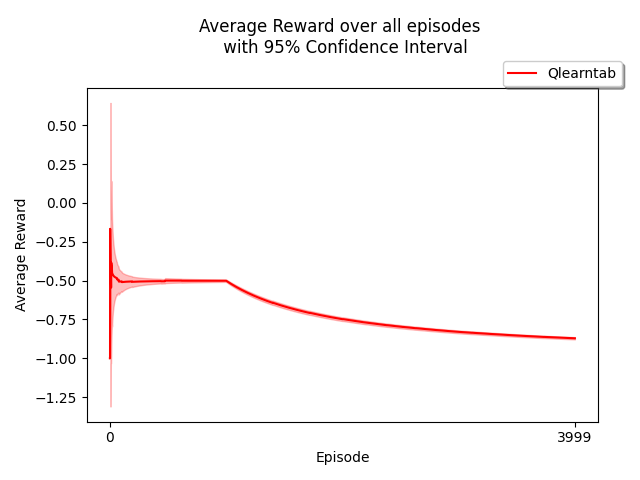 Average Reward over all episodes
with 95% Confidence Interval
Qlearntab
0.50
0.25
0.00
−0.25
−0.50
−0.75
−1.00
−1.25
Average Reward
0 3999
Episode